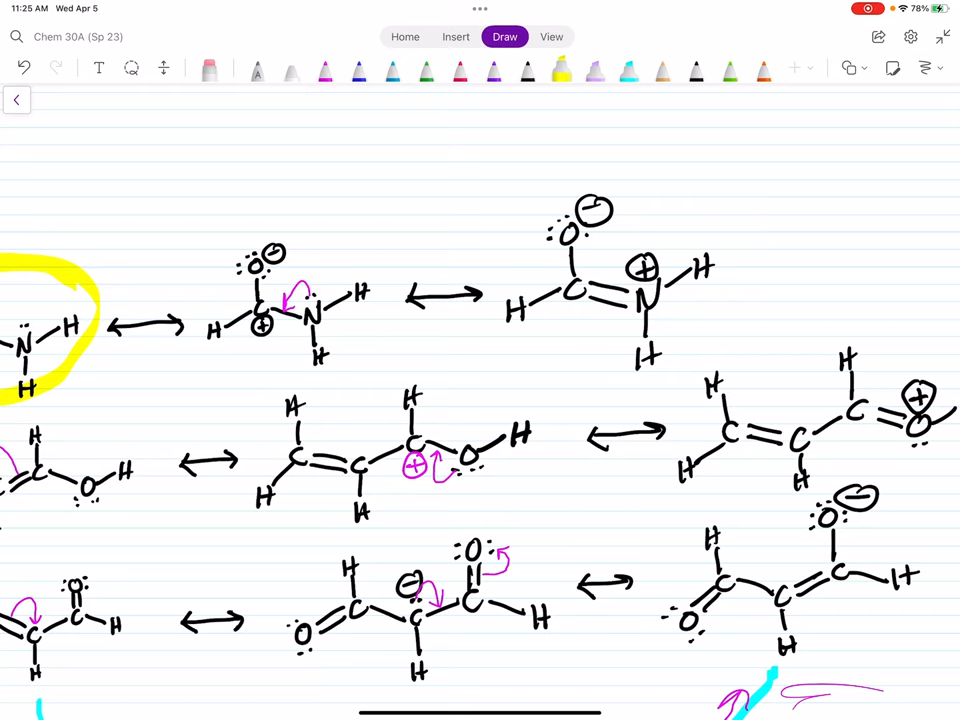 11:25 AM Wed Apr 5
78%
Chem 30A (Sp 23)
Home Insert Draw View
T
A
O
O H
C N H
N H
H C N H
H
H
H
H H H
C O H
C C C O H
C C C O
H H
H H
H
O O
H O H
C H
C C H
C C H
C O C O C
H H H